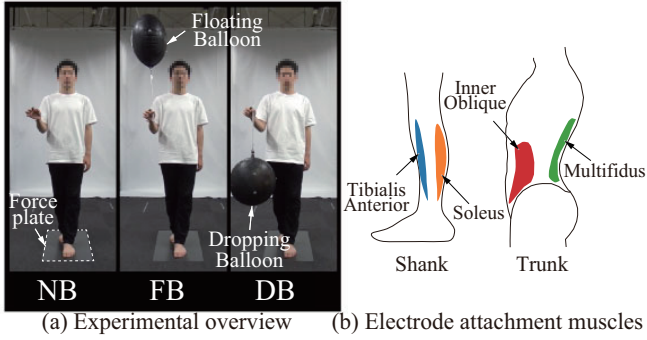 Floating
Balloon
Force
plate
Dropping
Balloon
NB
FB
DB
(a) Experimental overview
Inner
Oblique
Tibialis
Anterior
Soleus
Multifidus
Shank
Trunk
(b) Electrode attachment muscles